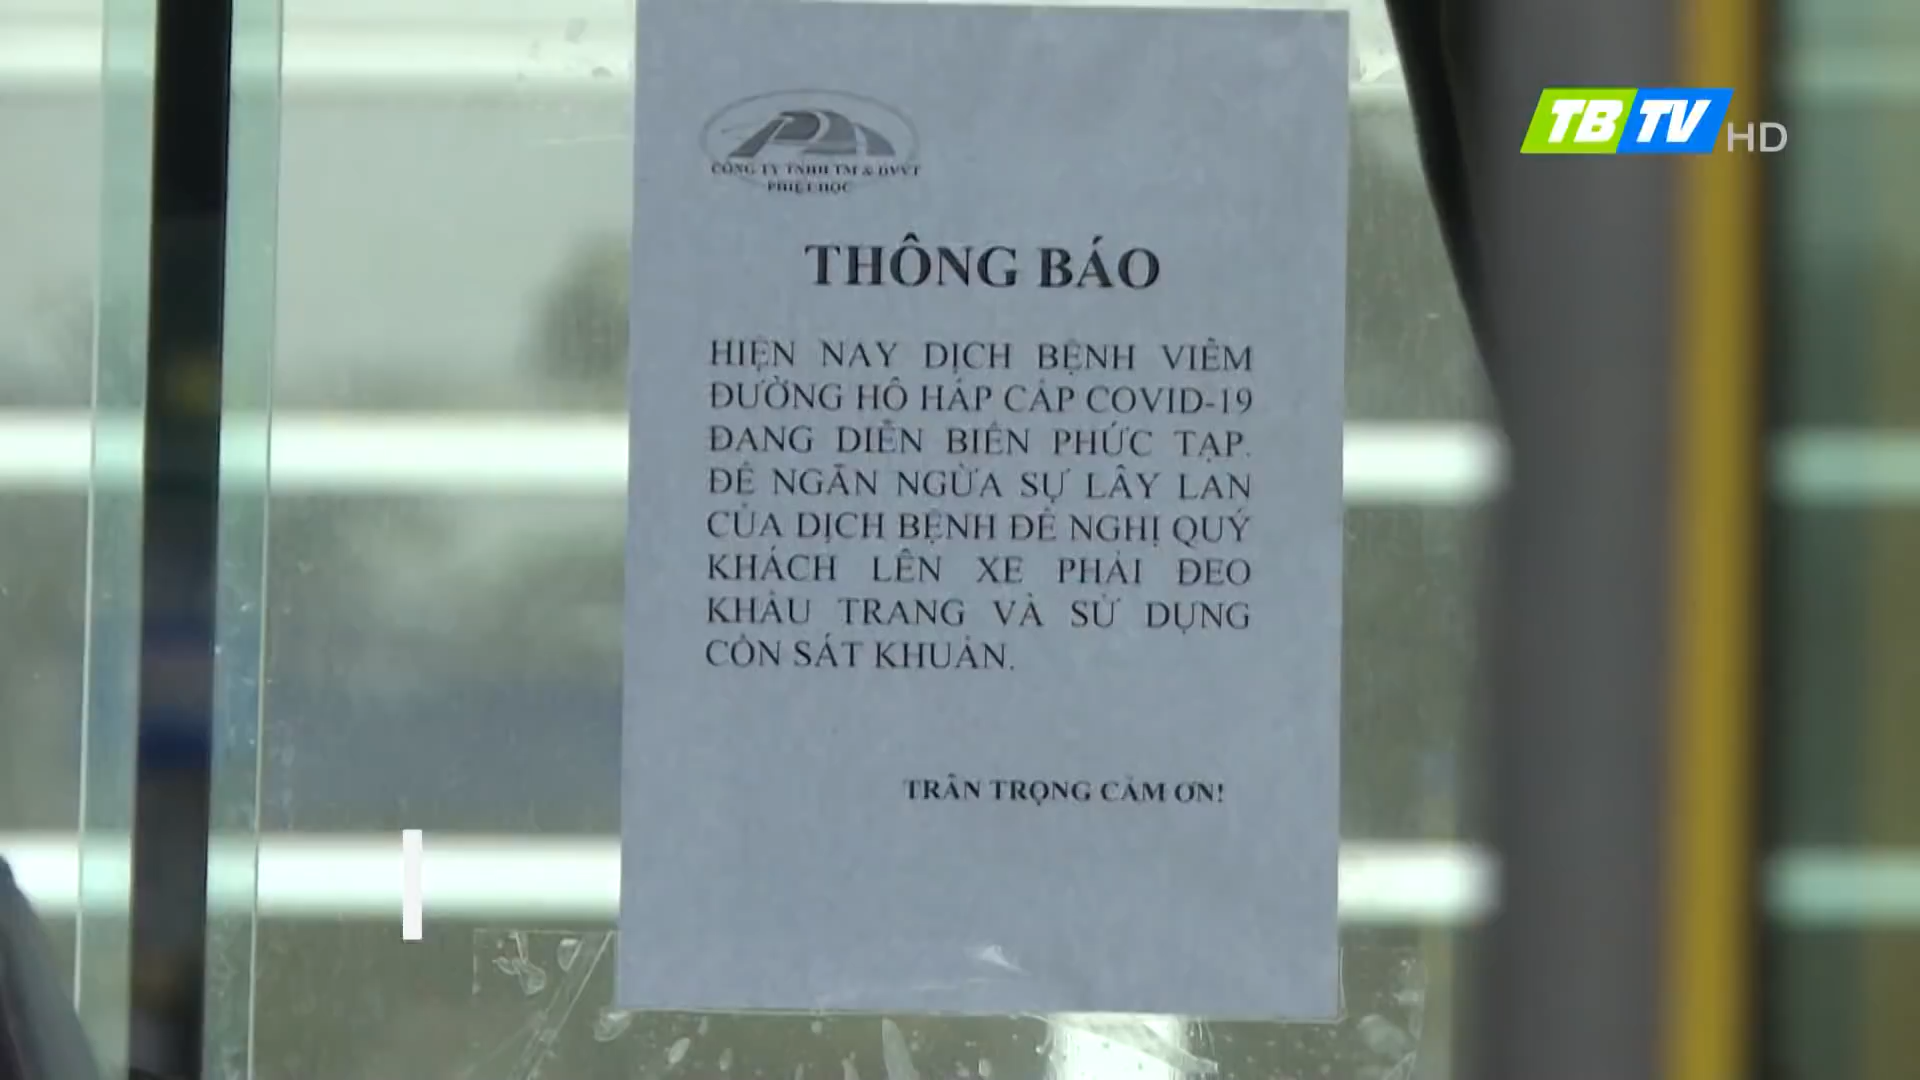 TBTV HD
CÔNG TY TNHH TM & DVVT
PHIỆT HỌC
THÔNG BÁO
HIỆN NAY DỊCH BỆNH VIÊM
ĐƯỜNG HÔ HẤP CẤP COVID-19
ĐANG DIỄN BIẾN PHỨC TẠP.
ĐỂ NGĂN NGỪA SỰ LÂY LAN
CỦA DỊCH BỆNH ĐỀ NGHỊ QUÝ
KHÁCH LÊN XE PHẢI ĐEO
KHẨU TRANG VÀ SỬ DỤNG
CỒN SÁT KHUẨN.
TRÂN TRỌNG CẢM ƠN!